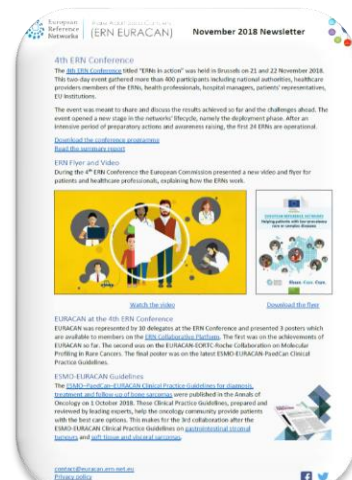 European
Reference
Networks
(ERN EURACAN)
November 2018 Newsletter
4th ERN Conference
The 4th ERN Conference titled "ERNs in action" was held in Brussels on 21 and 22 November 2018.
This two day event gathered more than 400 participants including national authorities, healthcare
providers members of the ERNs, health professionals, hospital managers, patients' representatives,
EU Institutions.
The event was meant to share and discuss the results achieved so far and the challenges ahead. The
event opened a new stage in the networks' lifecycle, namely the deployment phase. After an
intensive period of preparatory actions and awareness raising, the first 24 ERNs are operational.
Download the conference programme
Read the summary report
ERN Flyer and Video
During the 4th ERN Conference the European Commission presented a new video and flyer for
patients and healthcare professionals, explaining how the ERNs work.
EUROPEAN REFERENCE NETWORKS
Share. Care. Cure.
Watch the video
Download the flyer
EURACAN at the 4th ERN Conference
EURACAN was represented by 10 delegates at the ERN Conference and presented 3 posters which
are available to members on the ERN Collaborative Platform. The first was on the achievements of
EURACAN so far. The second was on the EURACAN-EORTC-Roche Collaboration on Molecular
Profiling in Rare Cancers. The final poster was on the latest ESMO-EURACAN-PaedCan Clinical
Practice Guidelines.
ESMO-EURACAN Guidelines
The ESMO–PaedCan–EURACAN Clinical Practice Guidelines for diagnosis,
treatment and follow-up of bone sarcomas were published in the Annals of
Oncology on 1 October 2018. These Clinical Practice Guidelines, prepared and
reviewed by leading experts, help the oncology community provide patients
with the best care options. This makes for the 3rd collaboration after the
ESMO-EURACAN Clinical Practice Guidelines on gastrointestinal stromal
tumours and soft tissue and visceral sarcomas.
contact@euracan.ern-net.eu
Privacy policy